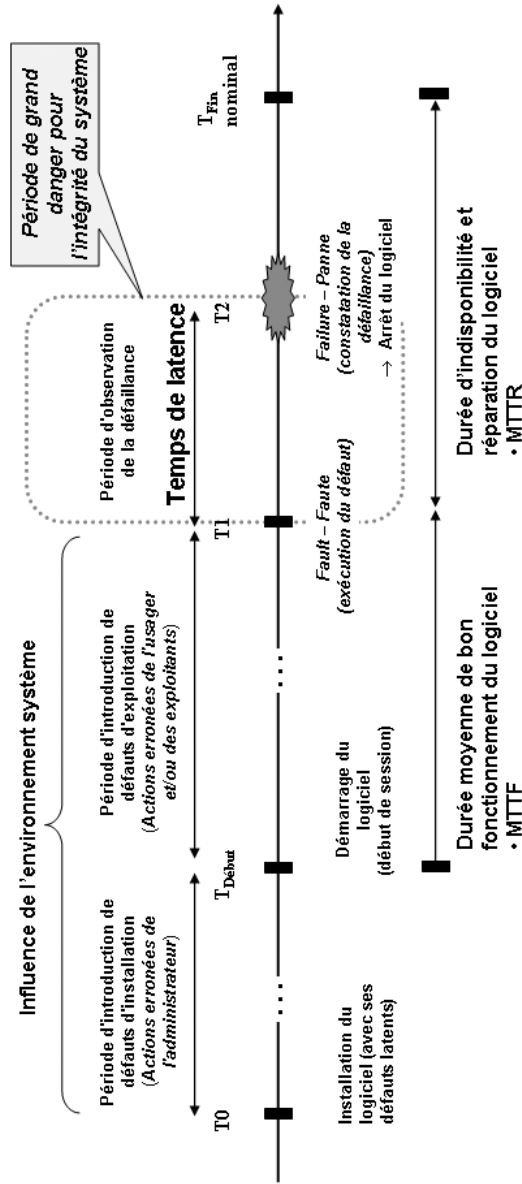 Influence de l'environnement système
Période de grand
danger pour
l'intégrité du système
Période d'introduction de
défauts d'installation
(Actions erronées de
l'administrateur)
Période d'introduction de
défauts d'exploitation
(Actions erronées de l'usager
et/ou des exploitants)
Période d'observation
de la défaillance
Temps de latence
T0
TDébut
T1
T2
TFin
nominal
...
...
Installation du
logiciel (avec ses
défauts latents)
Démarrage du
logiciel
(début de session)
Fault – Faute
(exécution du défaut)
Failure – Panne
(constatation de la
défaillance)
→ Arrêt du logiciel
Durée moyenne de bon
fonctionnement du logiciel
• MTTF
Durée d'indisponibilité et
réparation du logiciel
• MTTR